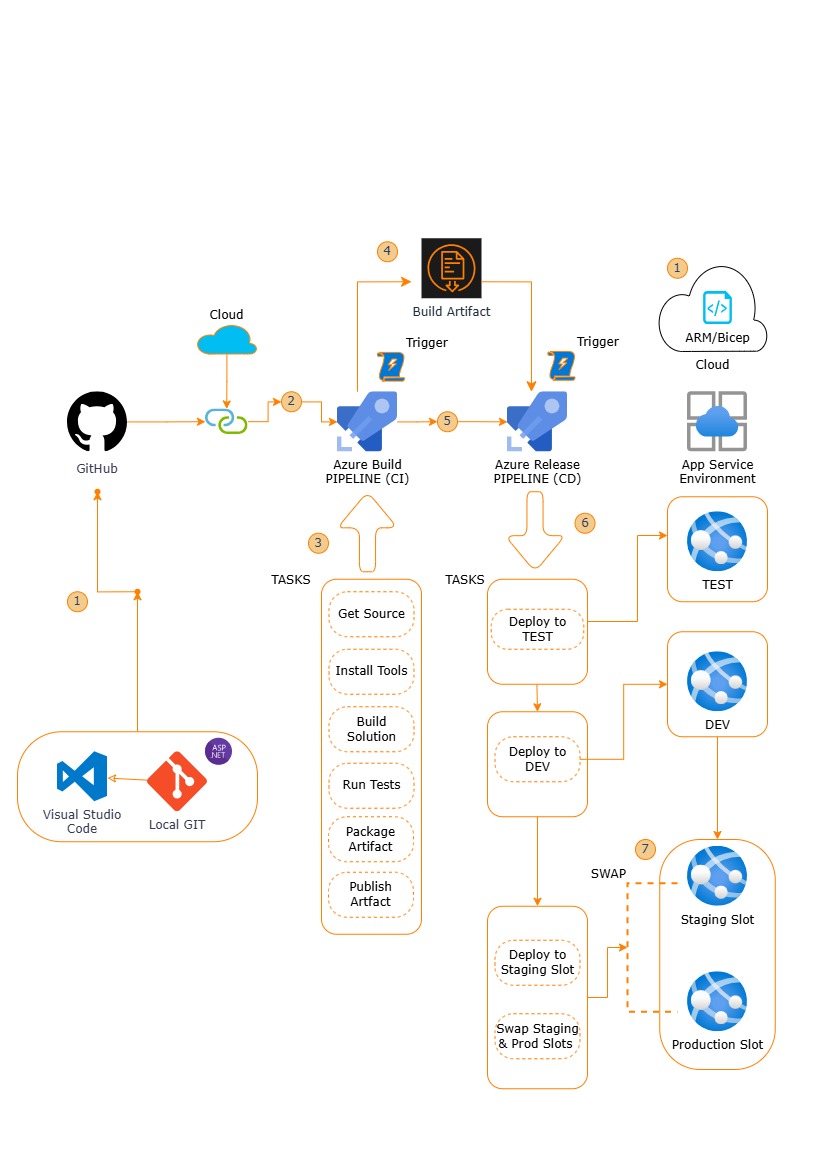 4
Build Artifact
1
ARM/Bicep
Cloud
Cloud
Trigger
Trigger
2
5
GitHub
Azure Build
PIPELINE (CI)
Azure Release
PIPELINE (CD)
App Service
Environment
3
6
TASKS
TASKS
1
Get Source
Install Tools
Build
Solution
Run Tests
Package
Artifact
Publish
Artfact
Deploy to
TEST
TEST
Deploy to
DEV
DEV
ASP
.NET
Visual Studio
Code
Local GIT
7
SWAP
Staging Slot
Deploy to
Staging Slot
Swap Staging
& Prod Slots
Production Slot